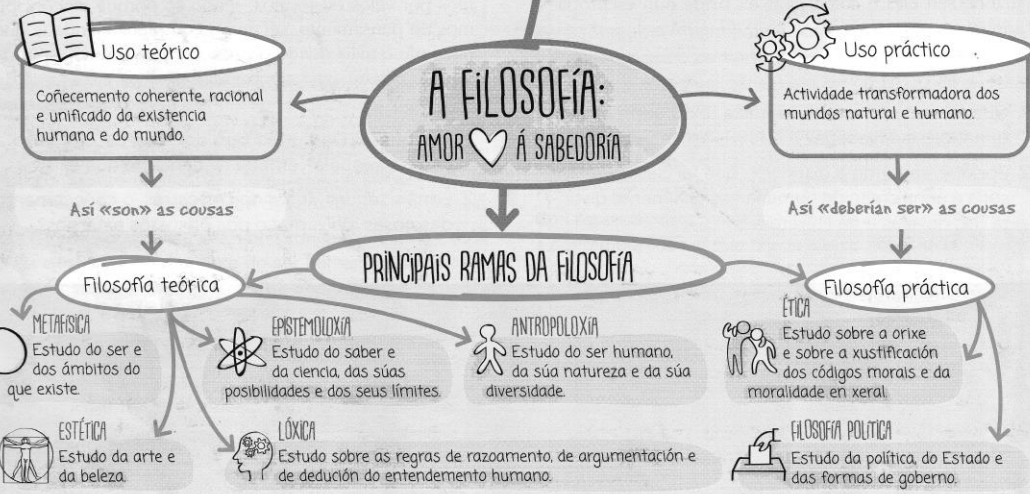 Uso teórico
Coñecemento coherente, racional
e unificado da existencia
humana e do mundo.
A FiLOSOFÍA:
AMOR Á SABEDORÍA
Uso práctico
Actividade transformadora dos
mundos natural e humano.
Así «son» as cousas
Así «deberían ser» as cousas
PRINCIPAIS RAMAS DA FILOSOFÍA
Filosofía teórica
Filosofía práctica
METAFÍSICA
Estudo do ser e
dos ámbitos do
que existe.
EPISTEMOLOXÍA
Estudo do saber e
da ciencia, das súas
posibilidades e dos seus límites.
ANTROPOLOXÍA
Estudo do ser humano,
da súa natureza e da súa
diversidade.
ÉTICA
Estudo sobre a orixe
e sobre a xustificación
dos códigos morais e da
moralidade en xeral.
ESTÉTICA
Estudo da arte e
da beleza.
LÓXICA
Estudo sobre as regras de razoamento, de argumentación e
de dedución do entendemento humano.
FILOSOFÍA POLÍTICA
Estudo da política, do Estado e
das formas de goberno.